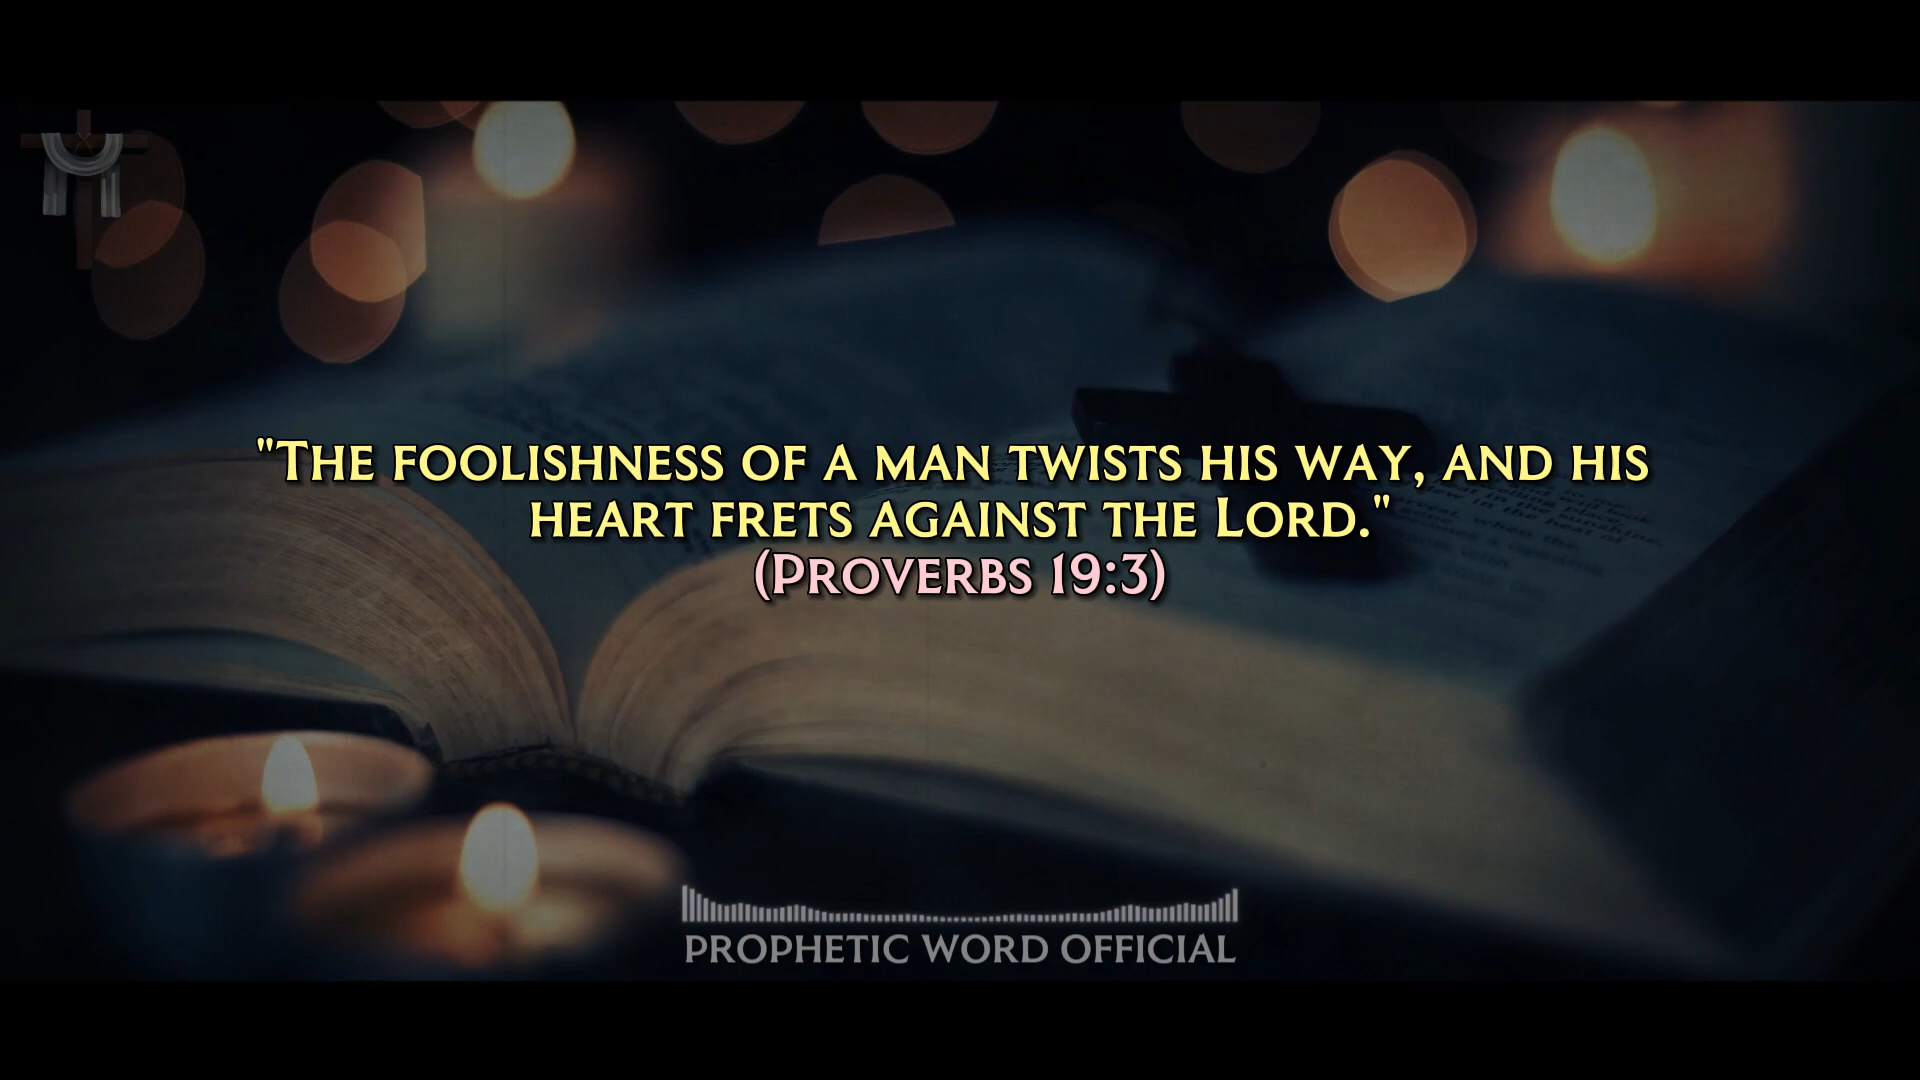 "The foolishness of a man twists his way, and his
heart frets against the Lord."
(Proverbs 19:3)
PROPHETIC WORD OFFICIAL